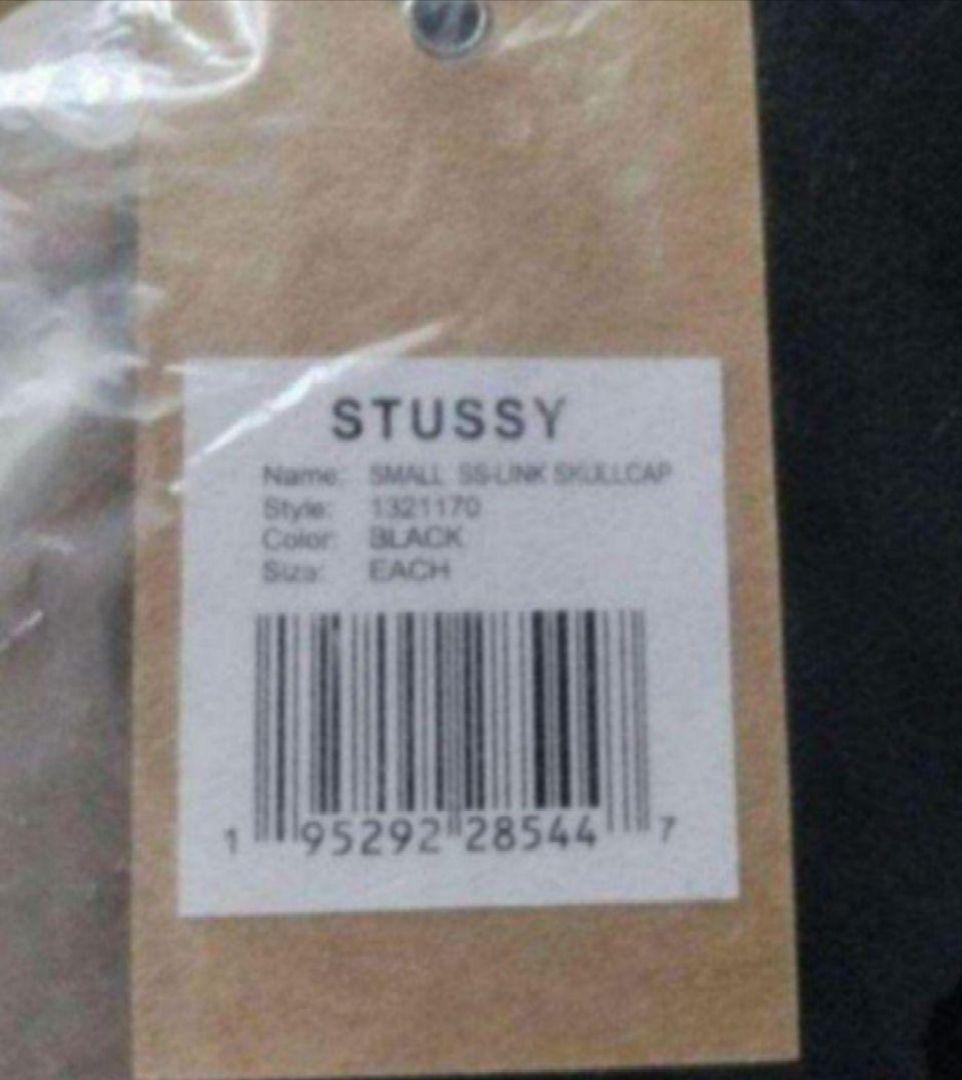 STUSSY
Name: SMALL SS-LINK SKULLCAP
Style: 1321170
Color: BLACK
Size: EACH
1 95292 28544 7